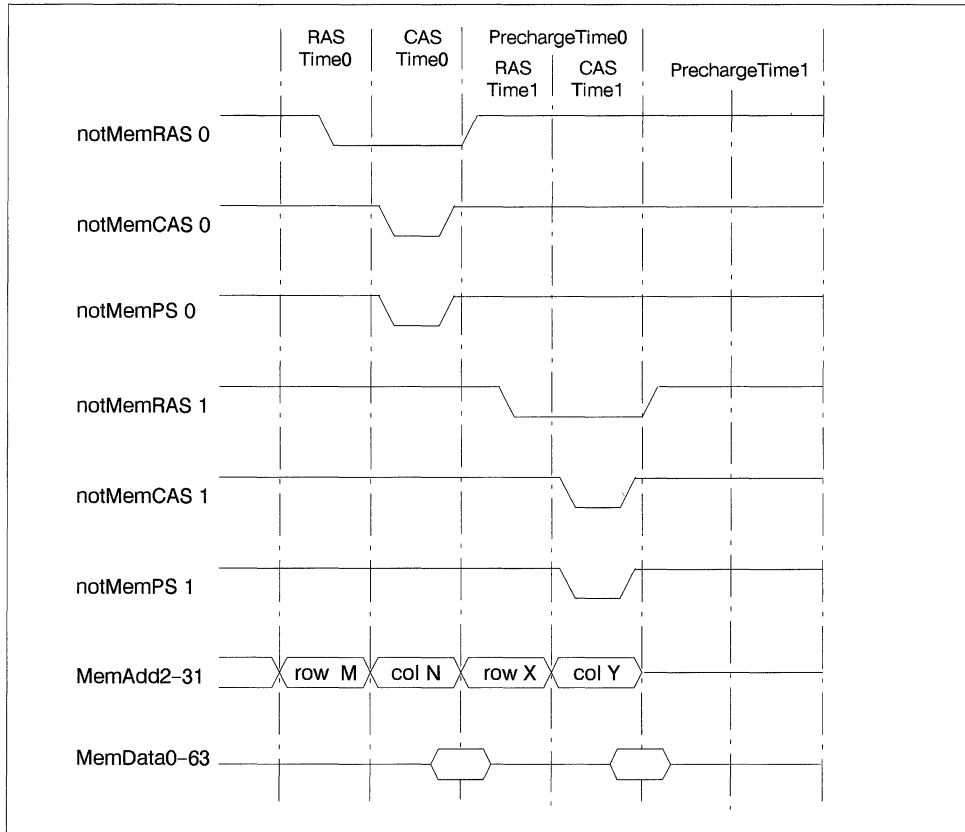 RAS
Time0
CAS
Time0
PrechargeTime0
RAS
Time1
CAS
Time1
PrechargeTime1
notMemRAS 0
notMemCAS 0
notMemPS 0
notMemRAS 1
notMemCAS 1
notMemPS 1
MemAdd2-31
row M
col N
row X
col Y
MemData0-63